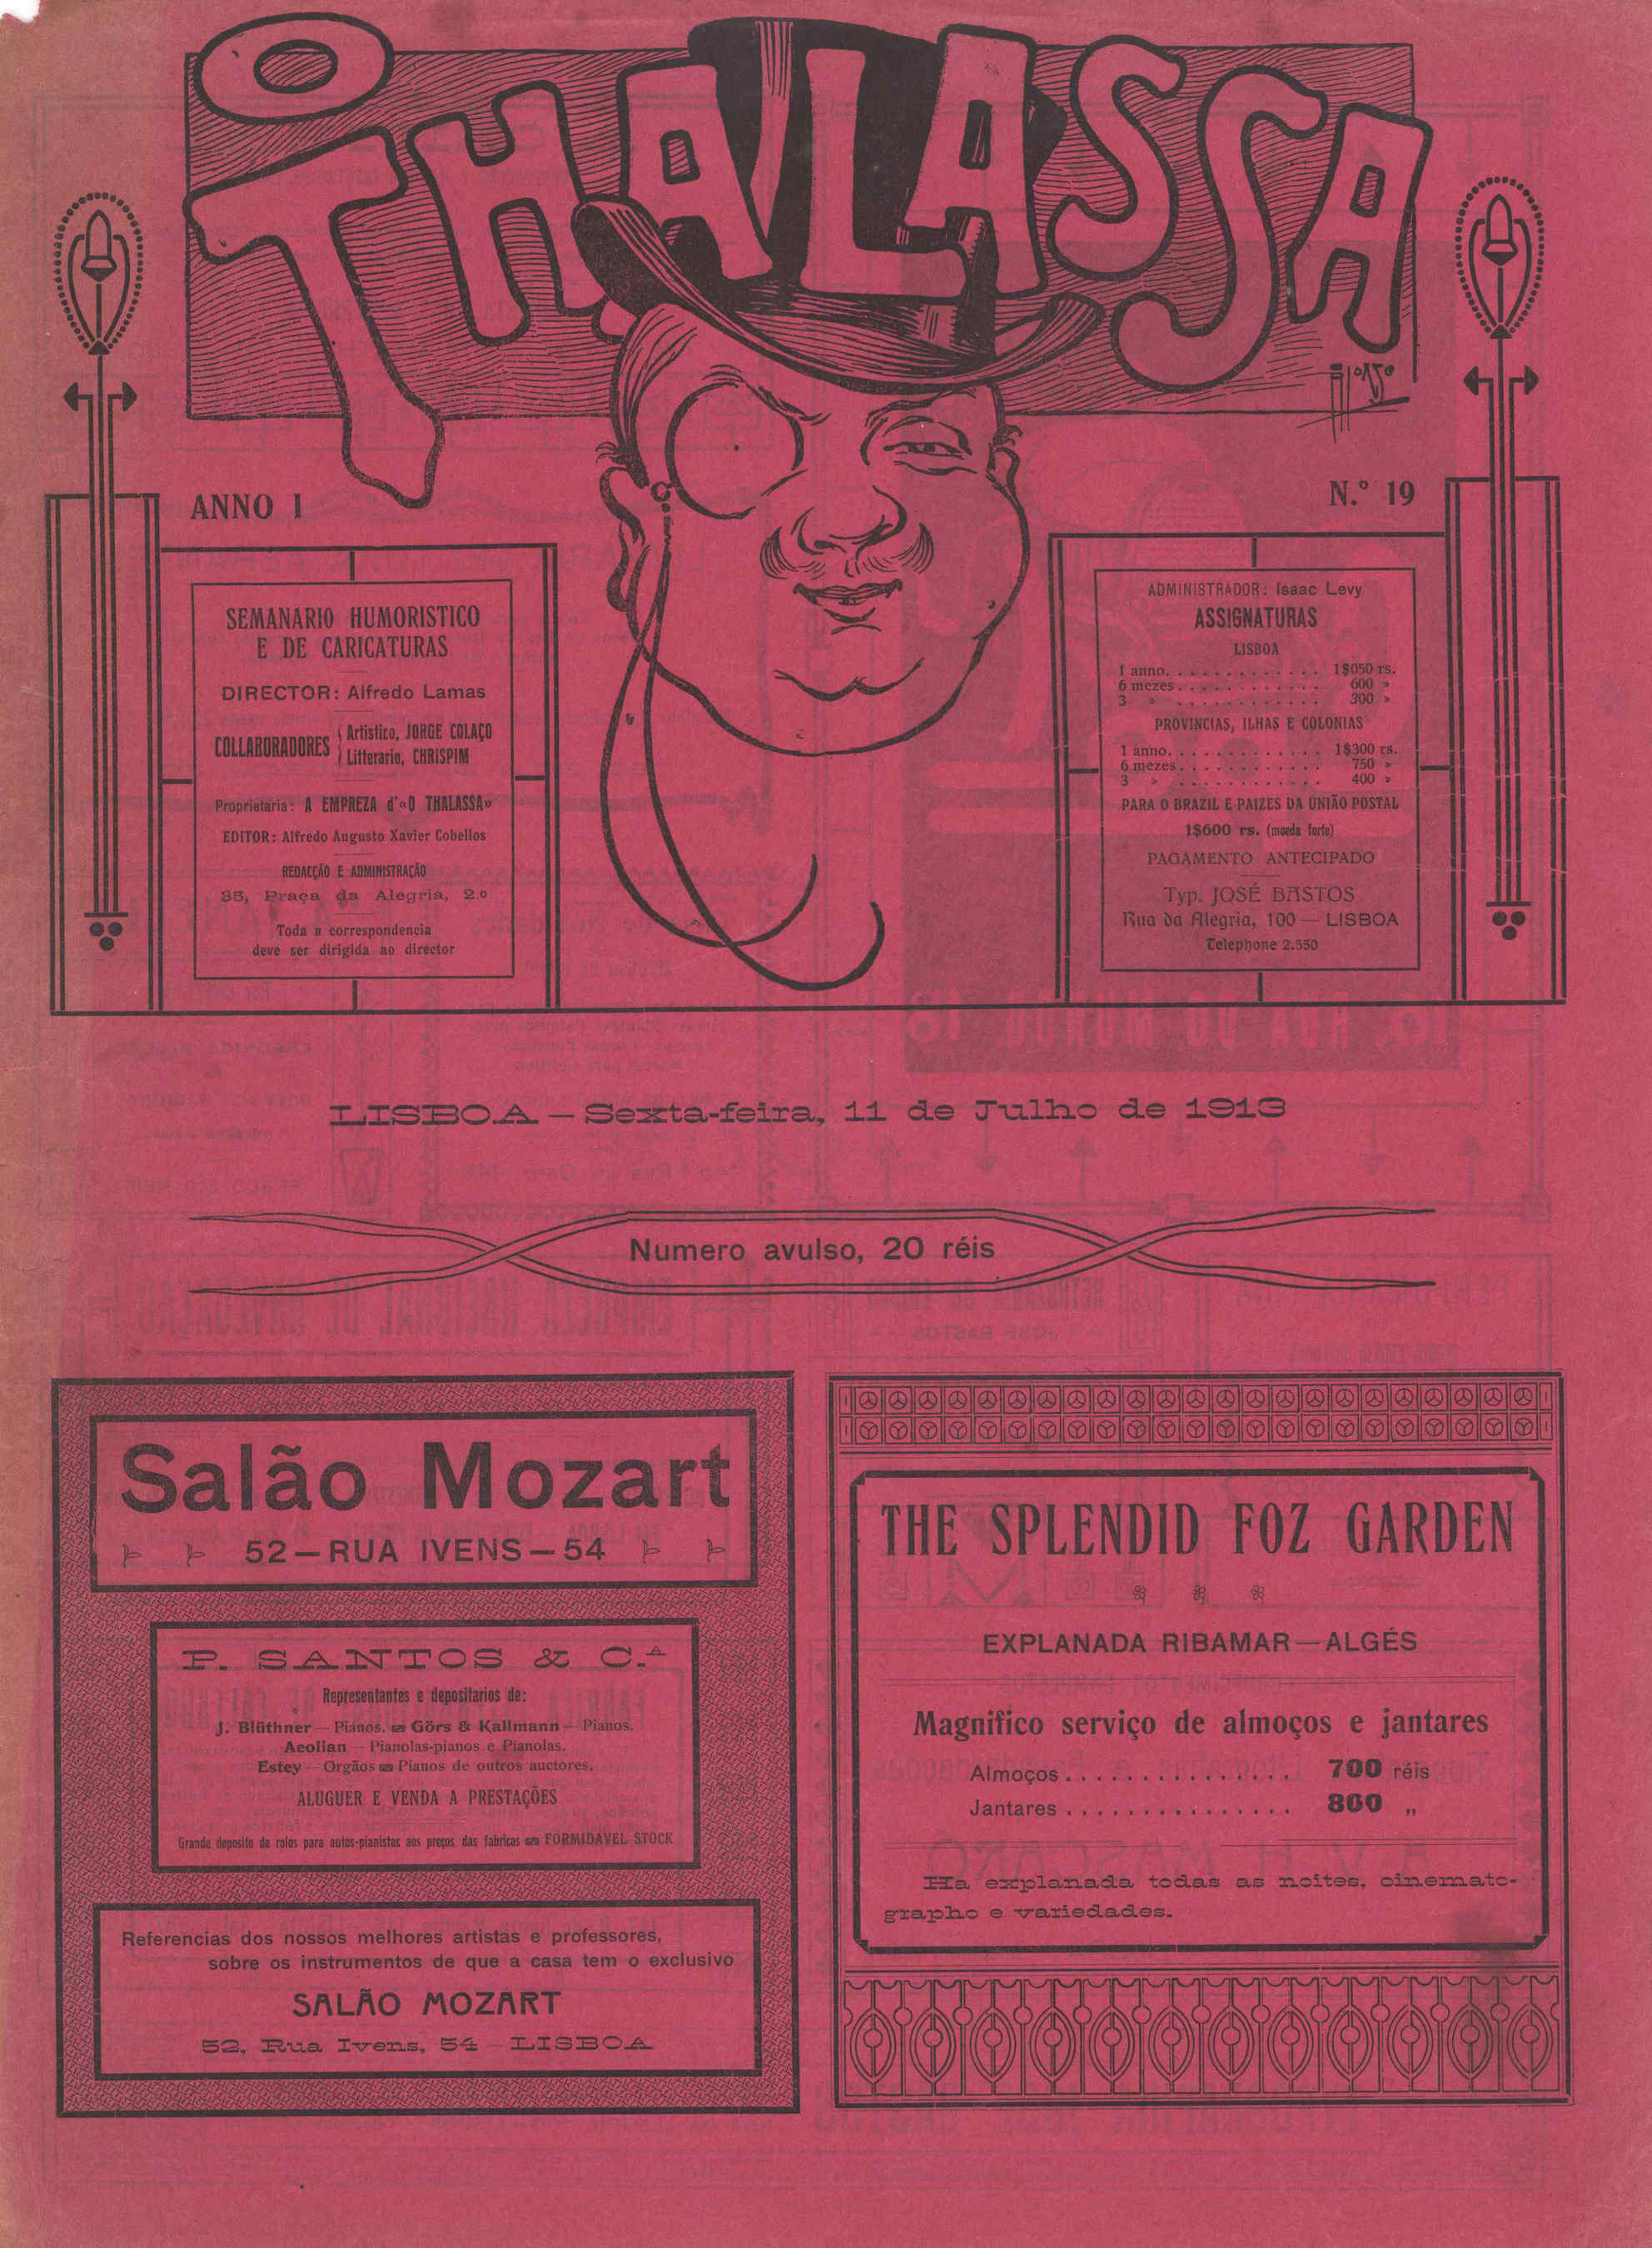 O THALASSA
ANNO I
N.º 19
SEMANARIO HUMORISTICO
E DE CARICATURAS
DIRECTOR: Alfredo Lamas
COLLABORADORES { Artistico, JORGE COLAÇO
Litterario, CHRISPIM
Proprietaria: A EMPREZA d'«O THALASSA»
EDITOR: Alfredo Augusto Xavier Cobellos
REDACÇÃO E ADMINISTRAÇÃO
35, Praça da Alegria, 2.º
Toda a correspondencia
deve ser dirigida ao director
ADMINISTRADOR: Isaac Levy
ASSIGNATURAS
LISBOA
1 anno. . . . . . . . . . . . . 1$050 rs.
6 mezes. . . . . . . . . . . . 600 »
3 » . . . . . . . . . . . . 300 »
PROVINCIAS, ILHAS E COLONIAS
1 anno. . . . . . . . . . . . . 1$300 rs.
6 mezes. . . . . . . . . . . . 750 »
3 » . . . . . . . . . . . . 400 »
PARA O BRAZIL E PAIZES DA UNIÃO POSTAL
1$600 rs. (moeda forte)
PAGAMENTO ANTECIPADO
Typ. JOSÉ BASTOS
Rua da Alegria, 100 — LISBOA
Telephone 2.550
LISBOA — Sexta-feira, 11 de Julho de 1913
Numero avulso, 20 réis
Salão Mozart
52 — RUA IVENS — 54
P. SANTOS & C.ᴬ
Representantes e depositarios de:
J. Blüthner — Pianos. Görs & Kallmann — Pianos.
Aeolian — Pianolas-pianos e Pianolas.
Estey — Orgãos Pianos de outros auctores.
ALUGUER E VENDA A PRESTAÇÕES
Grande deposito de rolos para autos-pianistas aos preços das fabricas FORMIDAVEL STOCK
Referencias dos nossos melhores artistas e professores,
sobre os instrumentos de que a casa tem o exclusivo
SALÃO MOZART
52, Rua Ivens, 54 — LISBOA
THE SPLENDID FOZ GARDEN
EXPLANADA RIBAMAR — ALGÉS
Magnifico serviço de almoços e jantares
Almoços . . . . . . . . . . . . . . . 700 réis
Jantares . . . . . . . . . . . . . . . 800 „
Ha explanada todas as noites, cinemato-
grapho e variedades.